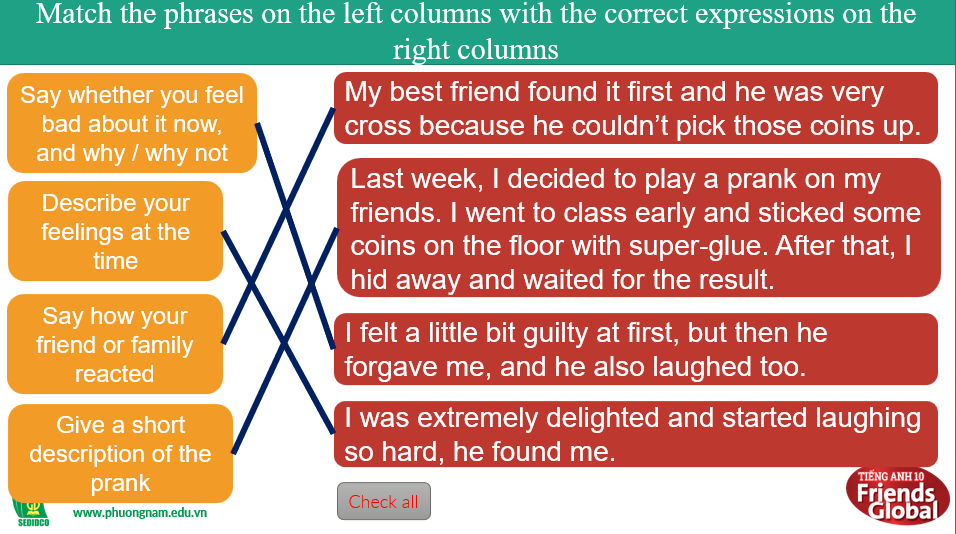 Match the phrases on the left columns with the correct expressions on the
right columns
Say whether you feel
bad about it now,
and why / why not
Describe your
feelings at the
time
Say how your
friend or family
reacted
Give a short
description of the
prank
My best friend found it first and he was very
cross because he couldn’t pick those coins up.
Last week, I decided to play a prank on my
friends. I went to class early and sticked some
coins on the floor with super-glue. After that, I
hid away and waited for the result.
I felt a little bit guilty at first, but then he
forgave me, and he also laughed too.
I was extremely delighted and started laughing
so hard, he found me.
Check all
SEDIDCO
www.phuongnam.edu.vn
TIẾNG ANH 10
Friends
Global